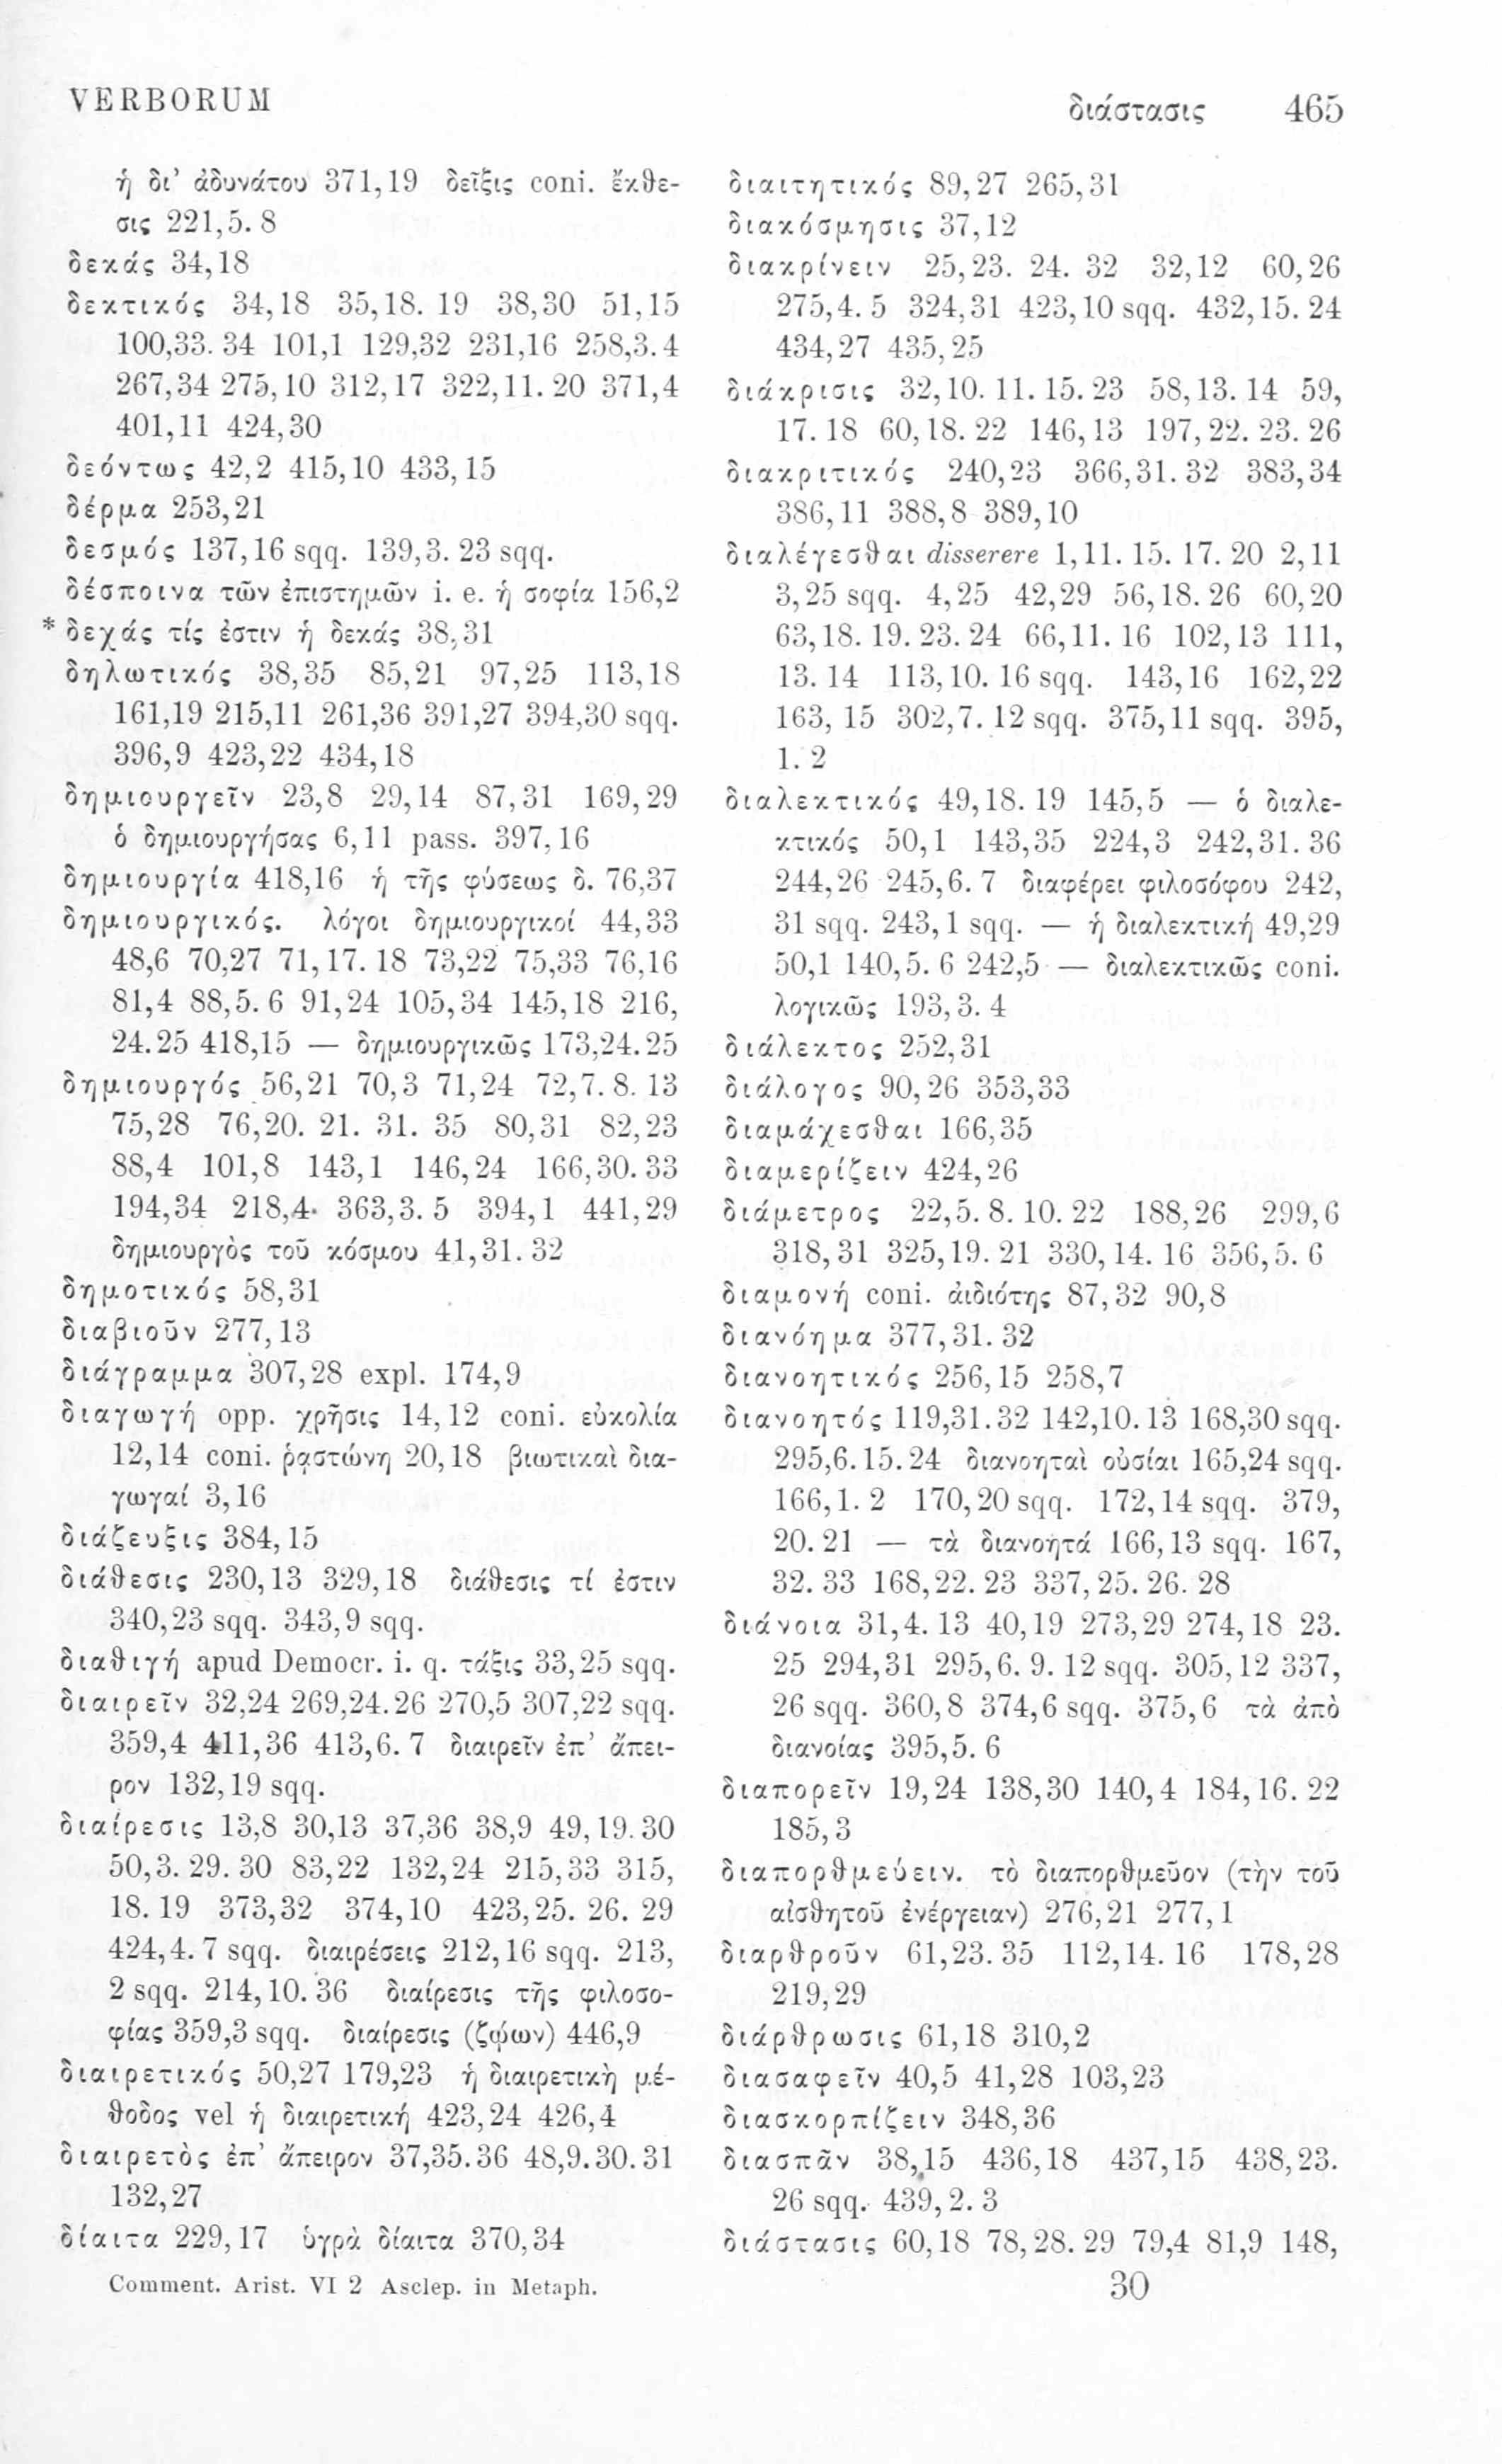 VERBORUM
διάστασις 465
ἡ δι’ ἀδυνάτου 371,19 δεῖξις coni. ἔκθε-
σις 221,5. 8
δεκάς 34,18
δεκτικός 34,18 35,18. 19 38,30 51,15
100,33. 34 101,1 129,32 231,16 258,3. 4
267,34 275,10 312,17 322,11. 20 371,4
401,11 424,30
δεόντως 42,2 415,10 433,15
δέρμα 253,21
δεσμός 137,16 sqq. 139,3. 23 sqq.
δέσποινα τῶν ἐπιστημῶν i. e. ἡ σοφία 156,2
* δεχάς τίς ἐστιν ἡ δεκάς 38,31
δηλωτικός 38,35 85,21 97,25 113,18
161,19 215,11 261,36 391,27 394,30 sqq.
396,9 423,22 434,18
δημιουργεῖν 23,8 29,14 87,31 169,29
ὁ δημιουργήσας 6,11 pass. 397,16
δημιουργία 418,16 ἡ τῆς φύσεως δ. 76,37
δημιουργικός. λόγοι δημιουργικοί 44,33
48,6 70,27 71,17. 18 73,22 75,33 76,16
81,4 88,5. 6 91,24 105,34 145,18 216,
24. 25 418,15 — δημιουργικῶς 173,24. 25
δημιουργός 56,21 70,3 71,24 72,7. 8. 13
75,28 76,20. 21. 31. 35 80,31 82,23
88,4 101,8 143,1 146,24 166,30. 33
194,34 218,4. 363,3. 5 394,1 441,29
δημιουργὸς τοῦ κόσμου 41,31. 32
δημοτικός 58,31
διαβιοῦν 277,13
διάγραμμα 307,28 expl. 174,9
διαγωγή opp. χρῆσις 14,12 coni. εὐκολία
12,14 coni. ῥᾳστώνη 20,18 βιωτικαὶ δια-
γωγαί 3,16
διάζευξις 384,15
διάθεσις 230,13 329,18 διάθεσις τί ἐστιν
340,23 sqq. 343,9 sqq.
διαθιγή apud Democr. i. q. τάξις 33,25 sqq.
διαιρεῖν 32,24 269,24. 26 270,5 307,22 sqq.
359,4 411,36 413,6. 7 διαιρεῖν ἐπ’ ἄπει-
ρον 132,19 sqq.
διαίρεσις 13,8 30,13 37,36 38,9 49,19. 30
50,3. 29. 30 83,22 132,24 215,33 315,
18. 19 373,32 374,10 423,25. 26. 29
424,4. 7 sqq. διαιρέσεις 212,16 sqq. 213,
2 sqq. 214,10. 36 διαίρεσις τῆς φιλοσο-
φίας 359,3 sqq. διαίρεσις (ζῴων) 446,9
διαιρετικός 50,27 179,23 ἡ διαιρετικὴ μέ-
θοδος vel ἡ διαιρετική 423,24 426,4
διαιρετὸς ἐπ’ ἄπειρον 37,35. 36 48,9. 30. 31
132,27
δίαιτα 229,17 ὑγρὰ δίαιτα 370,34
διαιτητικός 89,27 265,31
διακόσμησις 37,12
διακρίνειν 25,23. 24. 32 32,12 60,26
275,4. 5 324,31 423,10 sqq. 432,15. 24
434,27 435,25
διάκρισις 32,10. 11. 15. 23 58,13. 14 59,
17. 18 60,18. 22 146,13 197,22. 23. 26
διακριτικός 240,23 366,31. 32 383,34
386,11 388,8 389,10
διαλέγεσθαι disserere 1,11. 15. 17. 20 2,11
3,25 sqq. 4,25 42,29 56,18. 26 60,20
63,18. 19. 23. 24 66,11. 16 102,13 111,
13. 14 113,10. 16 sqq. 143,16 162,22
163, 15 302,7. 12 sqq. 375,11 sqq. 395,
1. 2
διαλεκτικός 49,18. 19 145,5 — ὁ διαλε-
κτικός 50,1 143,35 224,3 242,31. 36
244,26 245,6. 7 διαφέρει φιλοσόφου 242,
31 sqq. 243,1 sqq. — ἡ διαλεκτική 49,29
50,1 140,5. 6 242,5 — διαλεκτικῶς coni.
λογικῶς 193,3. 4
διάλεκτος 252,31
διάλογος 90,26 353,33
διαμάχεσθαι 166,35
διαμερίζειν 424,26
διάμετρος 22,5. 8. 10. 22 188,26 299,6
318,31 325,19. 21 330,14. 16 356,5. 6
διαμονή coni. ἀιδιότης 87,32 90,8
διανόημα 377,31. 32
διανοητικός 256,15 258,7
διανοητός 119,31. 32 142,10. 13 168,30 sqq.
295,6. 15. 24 διανοηταὶ οὐσίαι 165,24 sqq.
166,1. 2 170,20 sqq. 172,14 sqq. 379,
20. 21 — τὰ διανοητά 166,13 sqq. 167,
32. 33 168,22. 23 337,25. 26. 28
διάνοια 31,4. 13 40,19 273,29 274,18 23.
25 294,31 295,6. 9. 12 sqq. 305,12 337,
26 sqq. 360,8 374,6 sqq. 375,6 τὰ ἀπὸ
διανοίας 395,5. 6
διαπορεῖν 19,24 138,30 140,4 184,16. 22
185,3
διαπορθμεύειν. τὸ διαπορθμεῦον (τὴν τοῦ
αἰσθητοῦ ἐνέργειαν) 276,21 277,1
διαρθροῦν 61,23. 35 112,14. 16 178,28
219,29
διάρθρωσις 61,18 310,2
διασαφεῖν 40,5 41,28 103,23
διασκορπίζειν 348,36
διασπᾶν 38,15 436,18 437,15 438,23.
26 sqq. 439,2. 3
διάστασις 60,18 78,28. 29 79,4 81,9 148,
Comment. Arist. VI 2 Asclep. in Metaph.
30